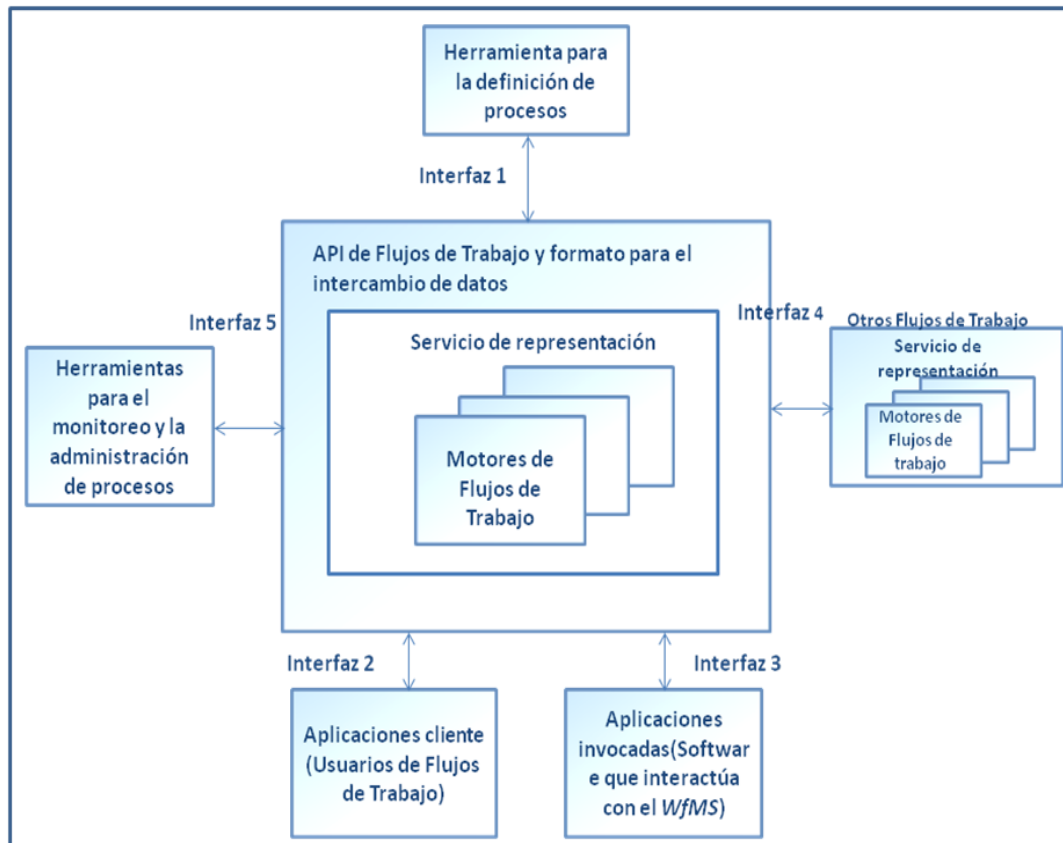 Herramienta para
la definición de
procesos
Interfaz 1
API de Flujos de Trabajo y formato para el
intercambio de datos
Interfaz 5
Interfaz 4
Servicio de representación
Motores de
Flujos de
Trabajo
Herramientas
para el
monitoreo y la
administración
de procesos
Otros Flujos de Trabajo
Servicio de
representación
Motores de
Flujos de
trabajo
Interfaz 2
Interfaz 3
Aplicaciones cliente
(Usuarios de Flujos
de Trabajo)
Aplicaciones
invocadas(Softwar
e que interactúa
con el WfMS)